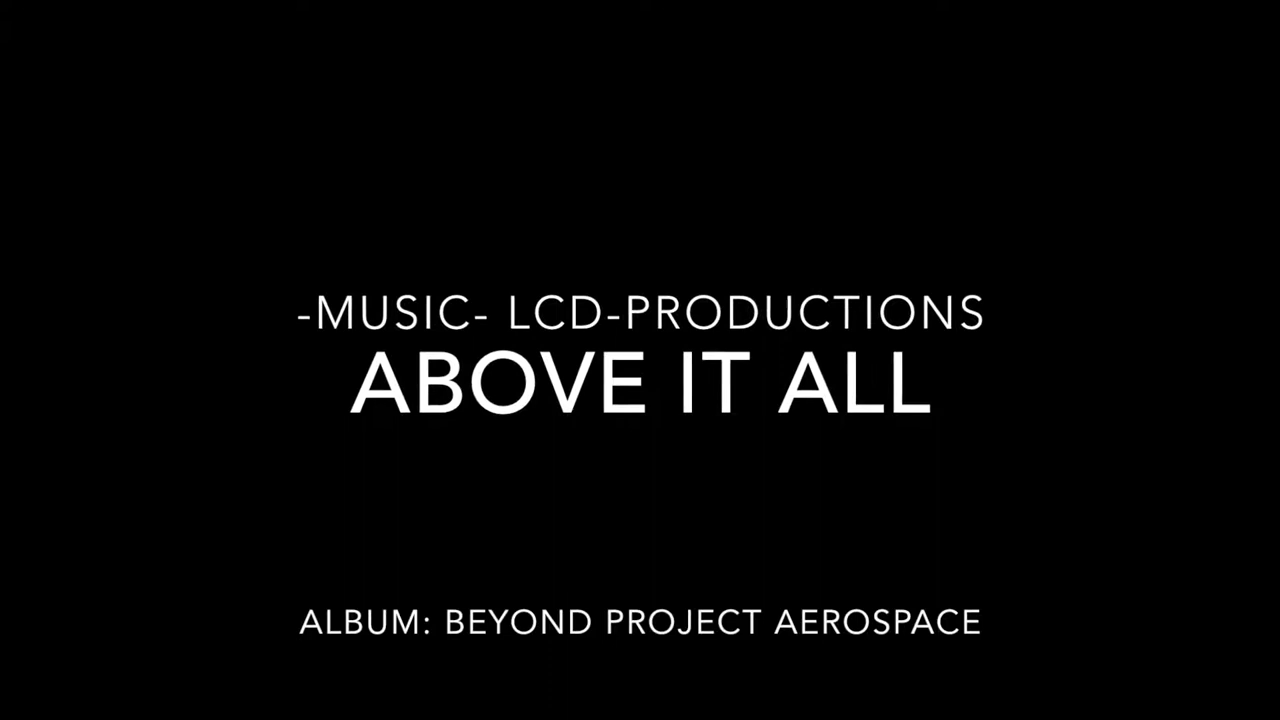 -MUSIC- LCD-PRODUCTIONS
ABOVE IT ALL
ALBUM: BEYOND PROJECT AEROSPACE